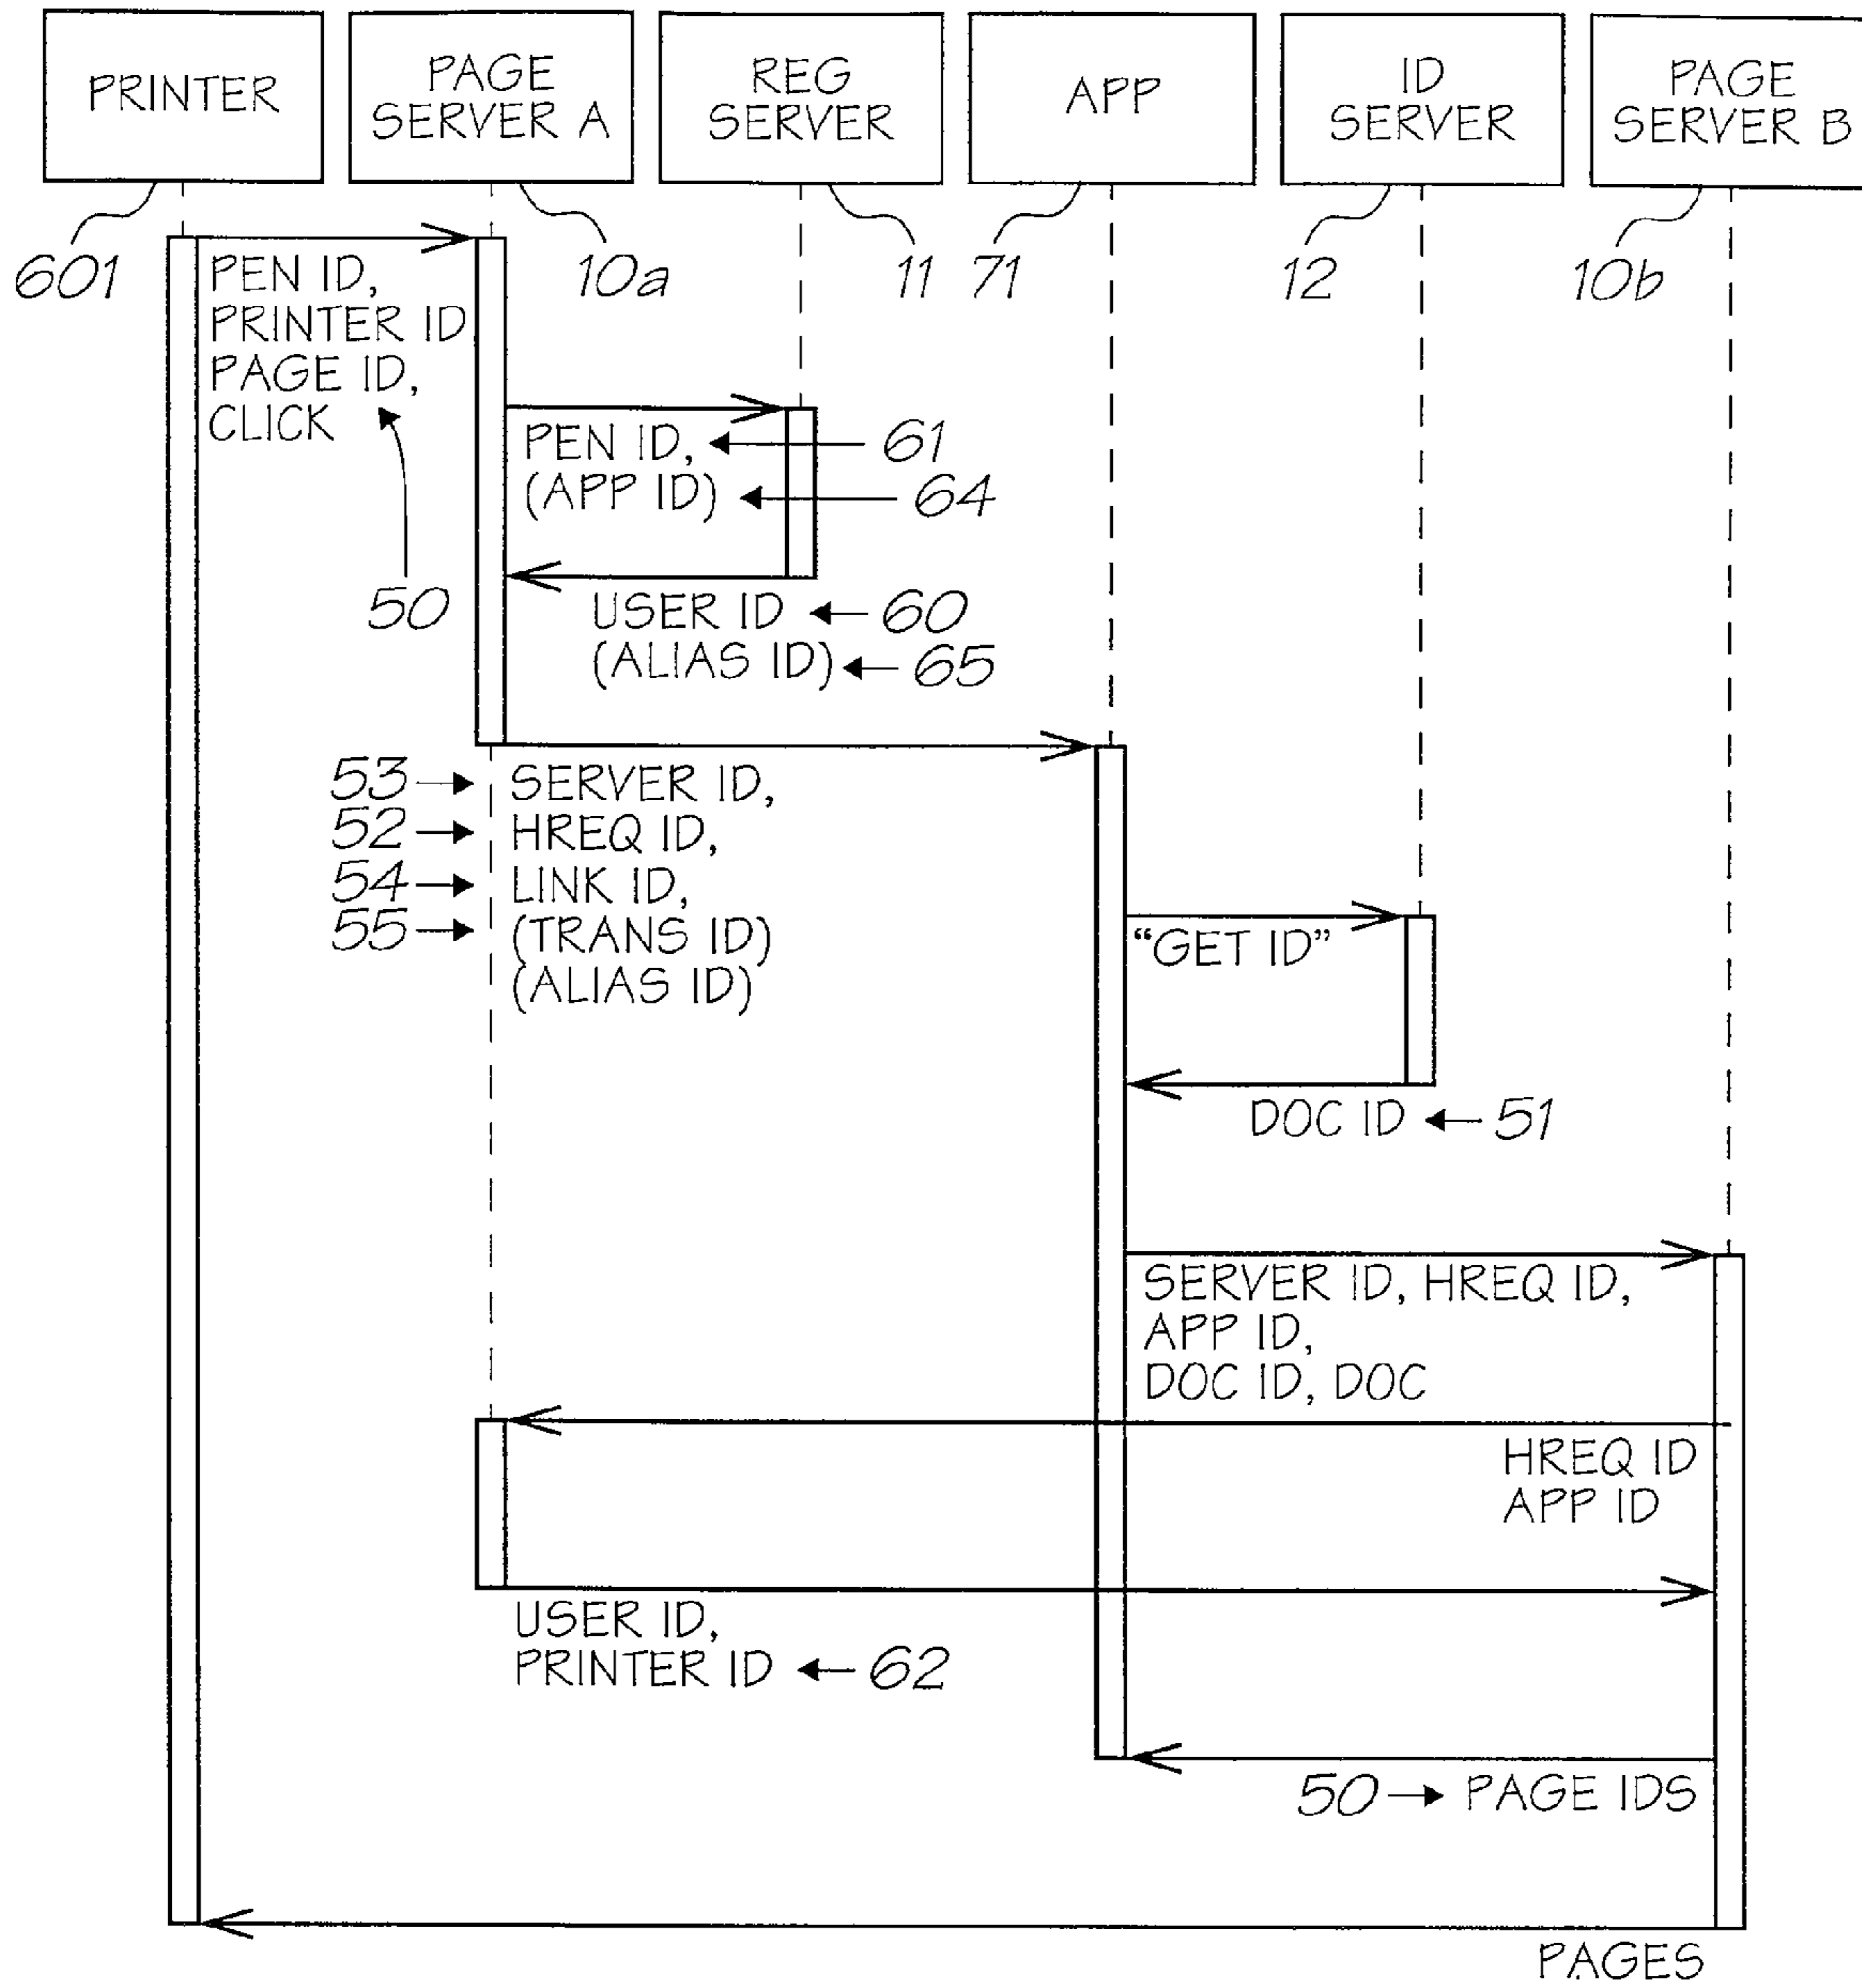 PRINTER
PAGE
SERVER A
REG
SERVER
APP
ID
SERVER
PAGE
SERVER B
601
10a
11
71
12
10b
PEN ID,
PRINTER ID
PAGE ID,
CLICK
50
PEN ID,
(APP ID)
61
64
USER ID
(ALIAS ID)
60
65
53
52
54
55
SERVER ID,
HREQ ID,
LINK ID,
(TRANS ID)
(ALIAS ID)
“GET ID”
DOC ID
51
SERVER ID, HREQ ID,
APP ID,
DOC ID, DOC
HREQ ID
APP ID
USER ID,
PRINTER ID
62
50
PAGE IDS
PAGES